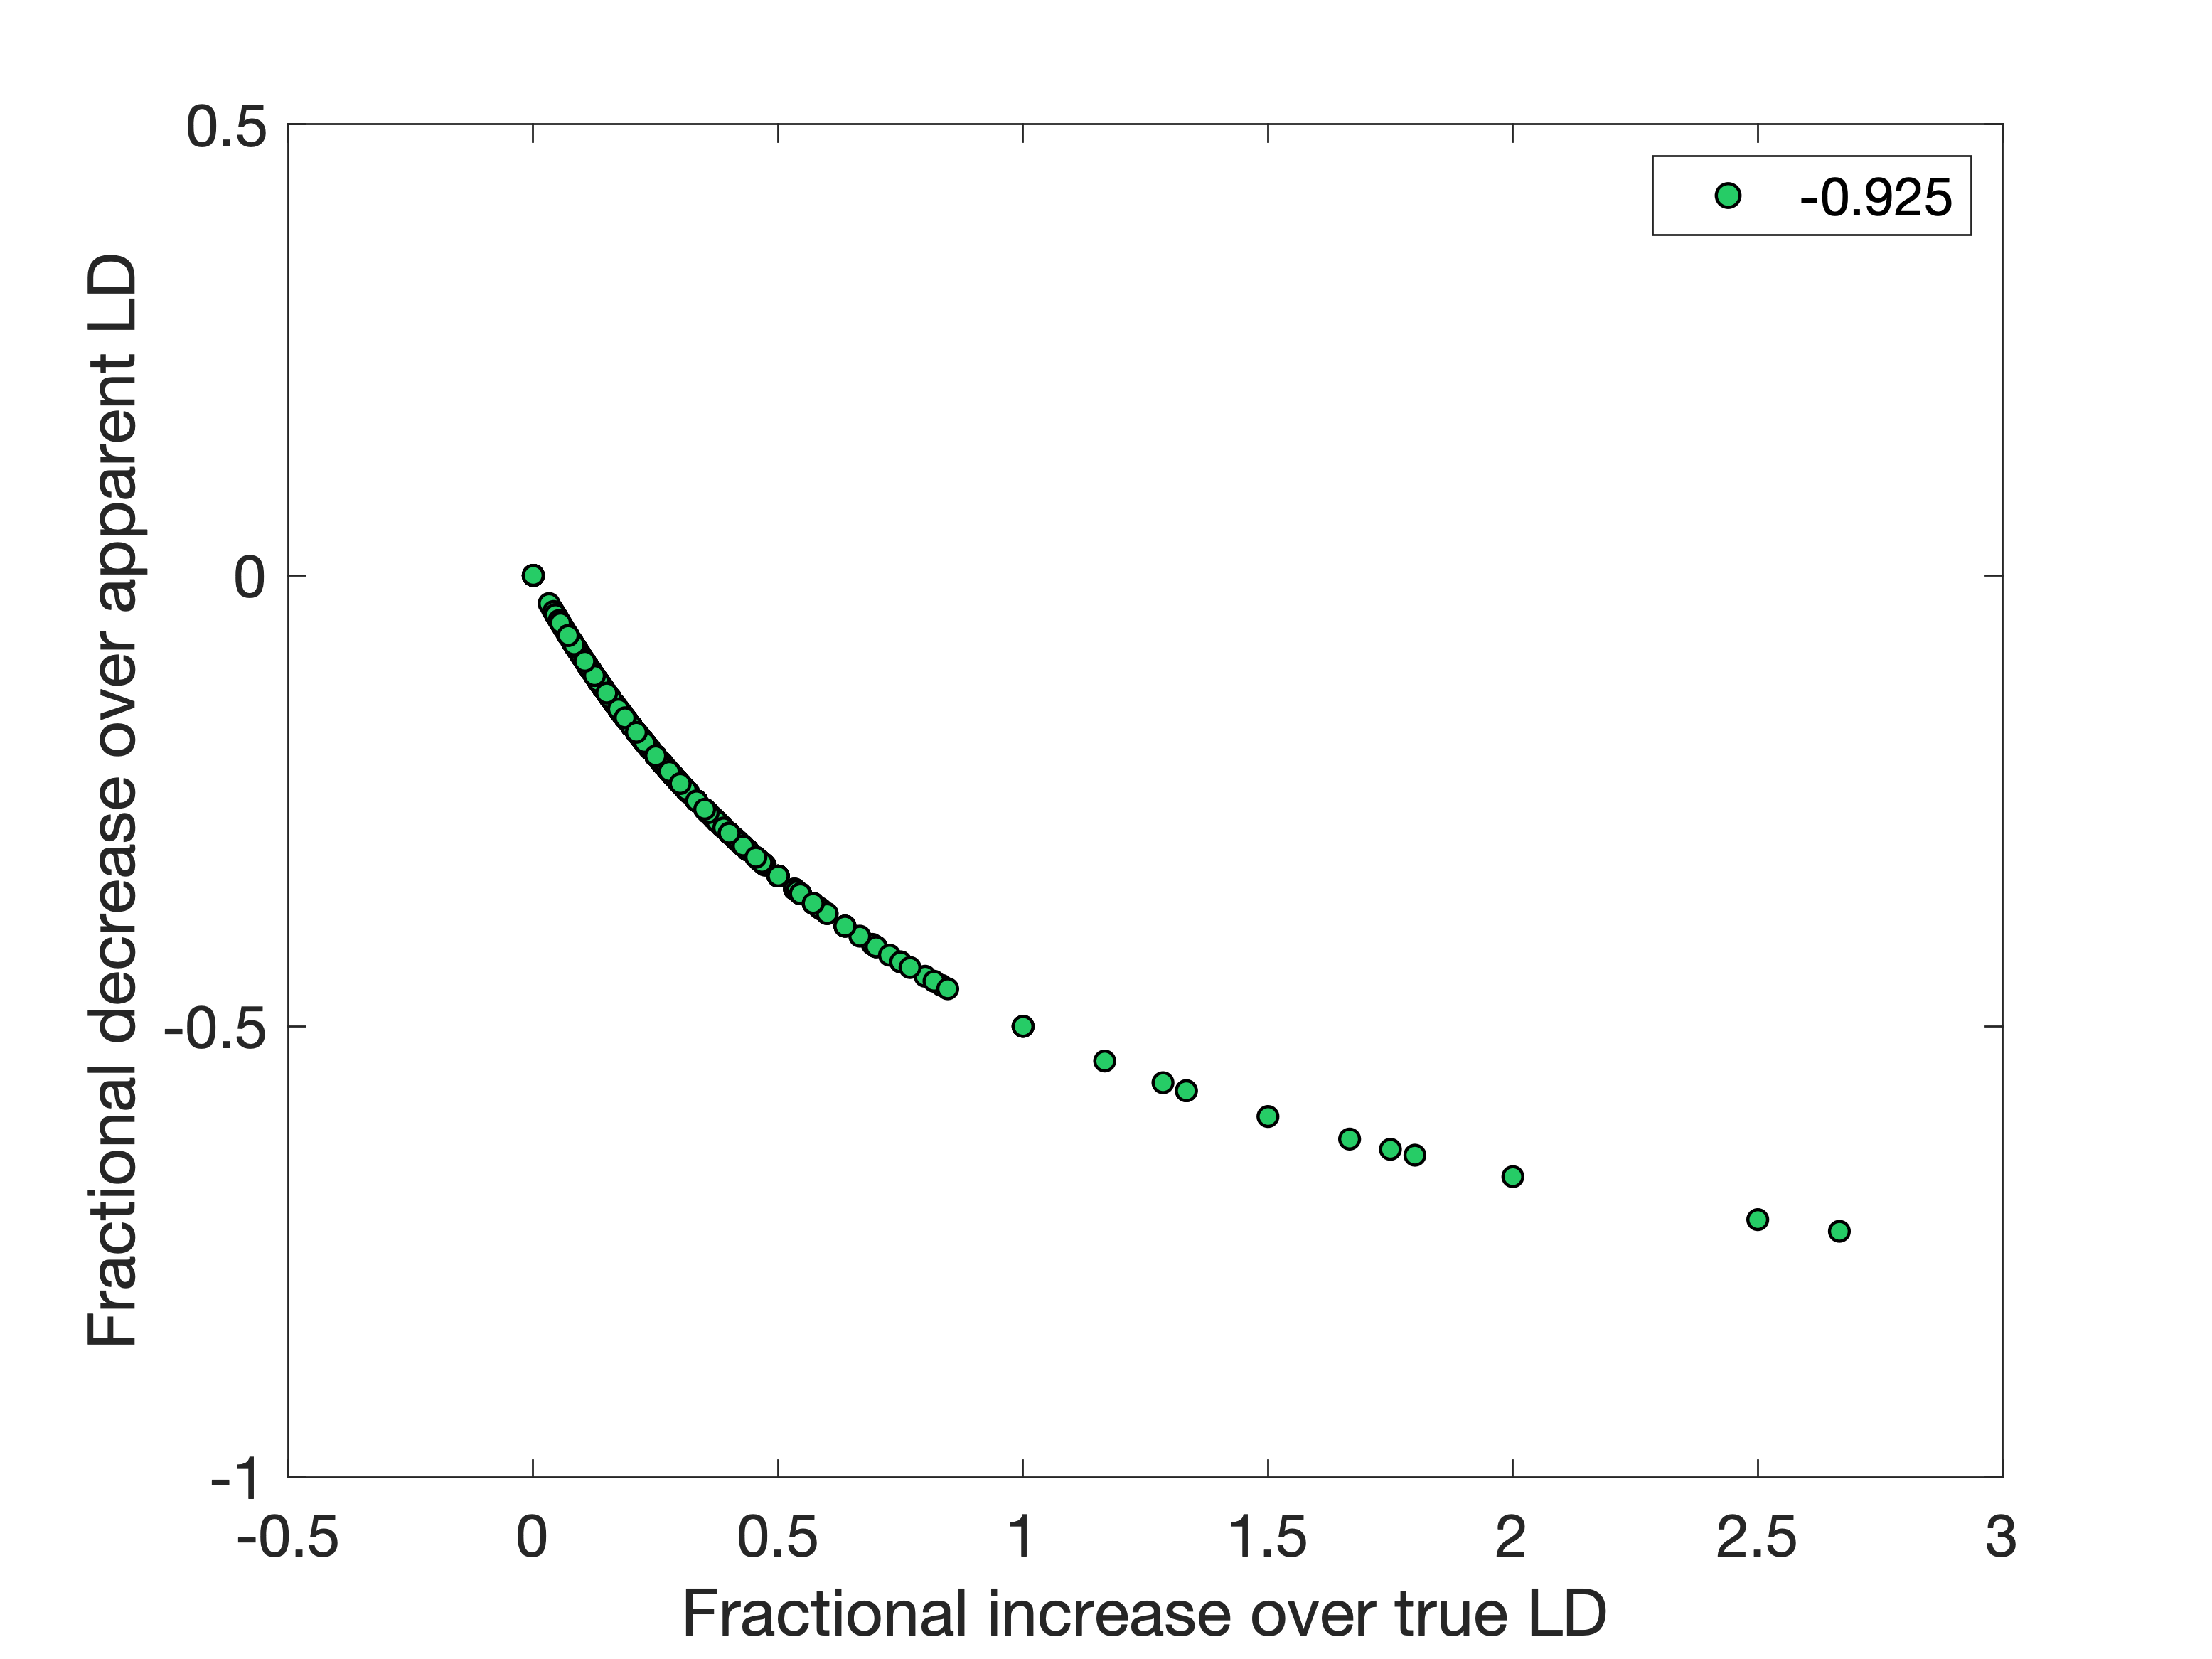 0.5
-0.925
0
-0.5
-1
Fractional decrease over apparent LD
-0.5 0 0.5 1 1.5 2 2.5 3
Fractional increase over true LD